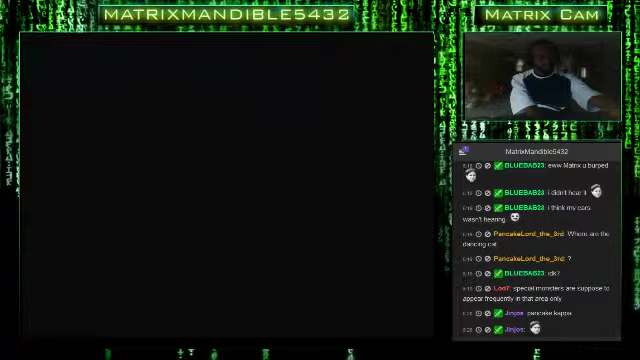 MATRIXMANDIBLE5432
MATRIX CAM
MatrixMandible5432
BLUEBAB23: eww Matrix u burped
BLUEBAB23: i didn't hear it
BLUEBAB23: i think my ears
wasn't hearing
PancakeLord_the_3rd: Where are the
dancing cat
PancakeLord_the_3rd: ?
BLUEBAB23: idk?
special monsters are suppose to
appear frequently in that area only
Jinjos: pancake kappa
Jinjos: